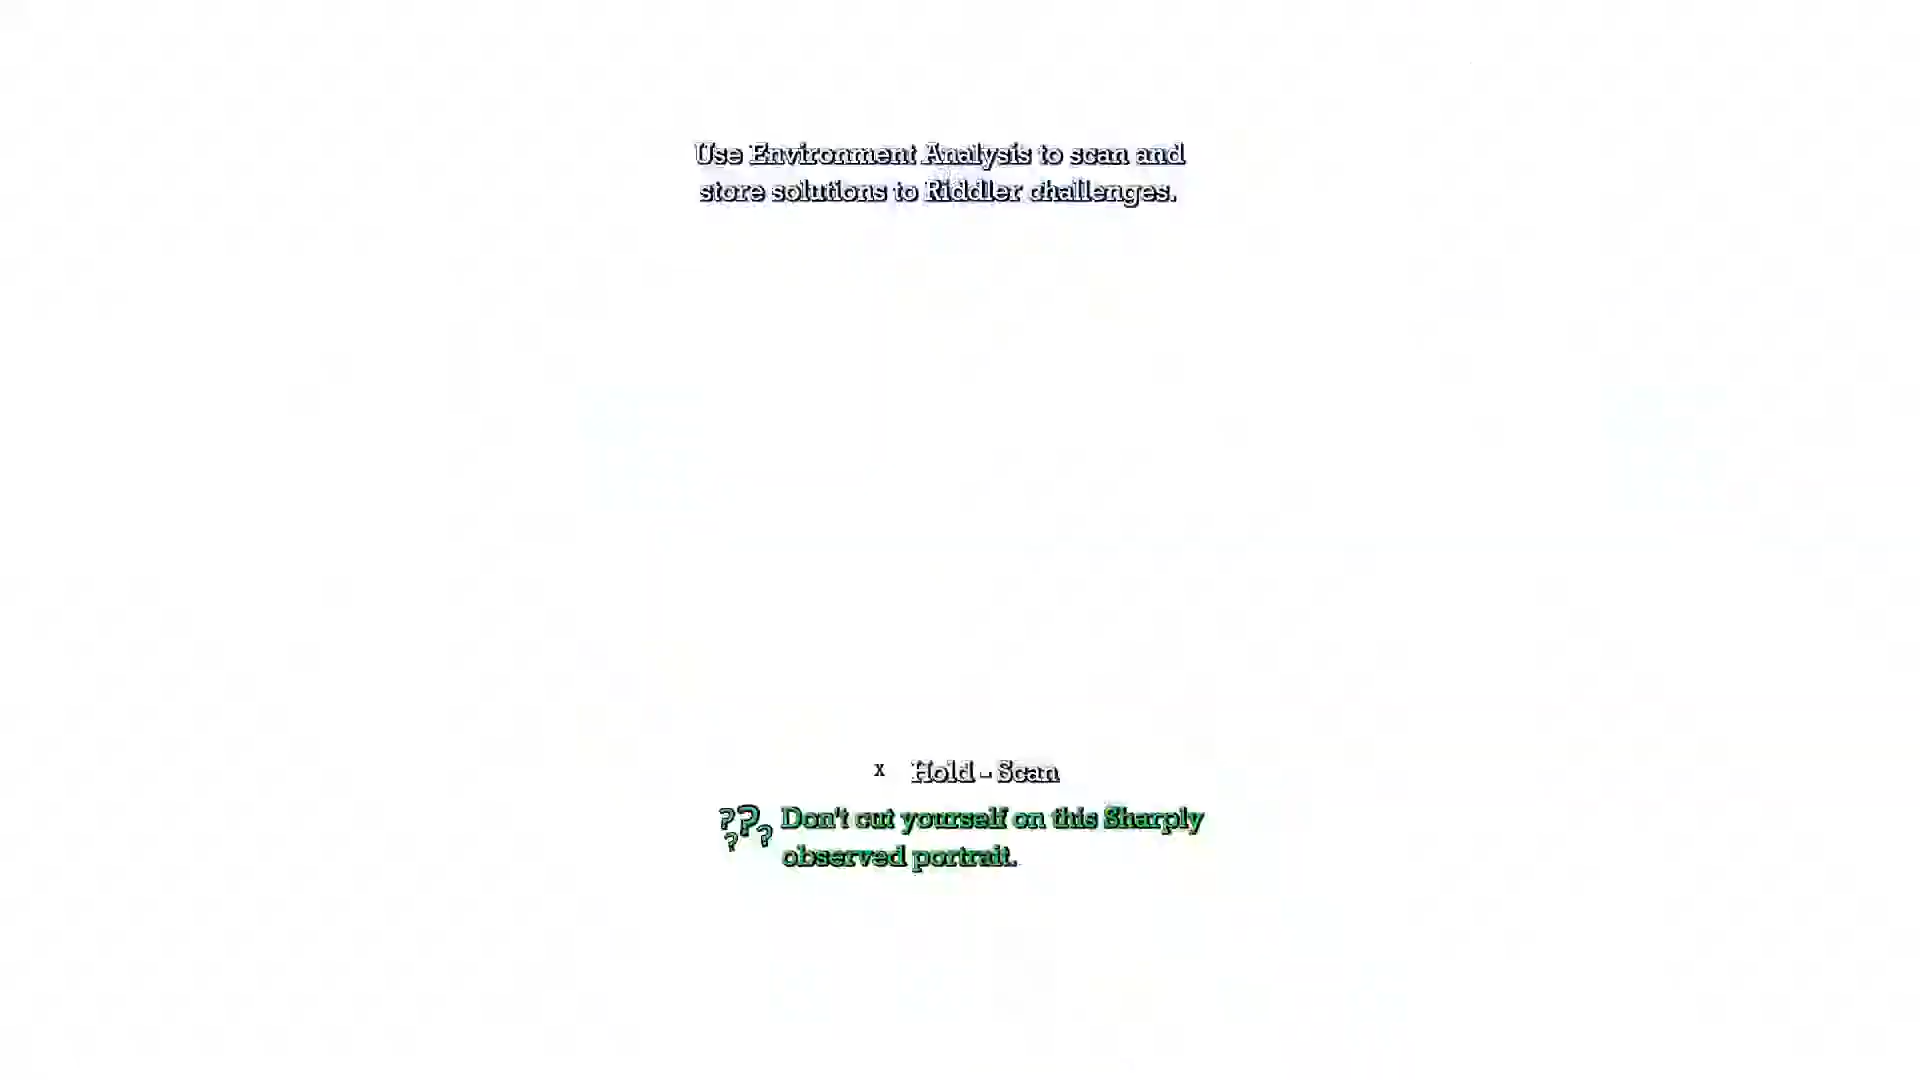 Use Environment Analysis to scan and
store solutions to Riddler challenges.
x Hold - Scan
??? Don't cut yourself on this Sharply
? observed portrait.